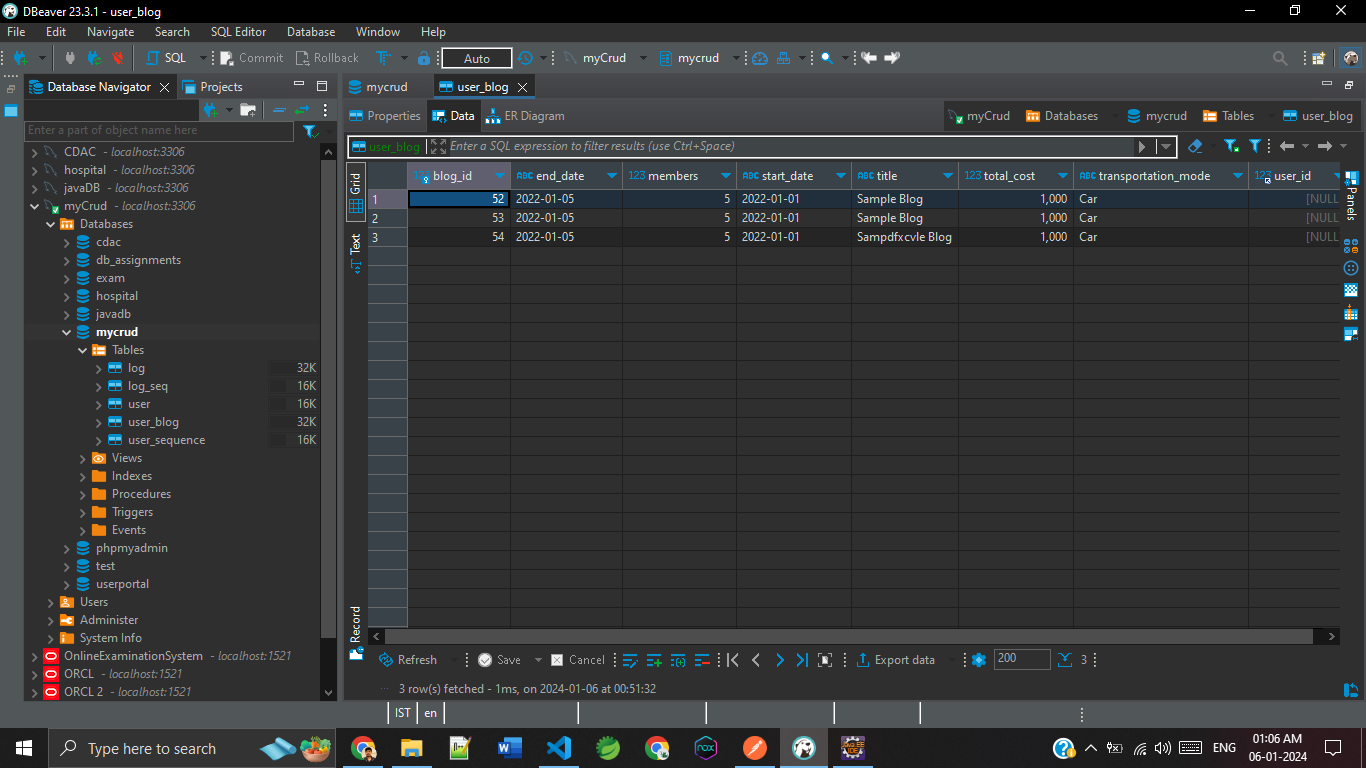 DBeaver 23.3.1 - user_blog
File Edit Navigate Search SQL Editor Database Window Help
SQL Commit Rollback T Auto myCrud mycrud
Database Navigator Projects
Enter a part of object name here
CDAC - localhost:3306
hospital - localhost:3306
javaDB - localhost:3306
myCrud - localhost:3306
Databases
cdac
db_assignments
exam
hospital
javadb
mycrud
Tables
log 32K
log_seq 16K
user 16K
user_blog 32K
user_sequence 16K
Views
Indexes
Procedures
Triggers
Events
phpmyadmin
test
userportal
Users
Administer
System Info
OnlineExaminationSystem - localhost:1521
ORCL - localhost:1521
ORCL 2 - localhost:1521
mycrud user_blog
Properties Data ER Diagram myCrud Databases mycrud Tables user_blog
user_blog Enter a SQL expression to filter results (use Ctrl+Space)
Grid
Text
Record
Panels
123 blog_id ABC end_date 123 members ABC start_date ABC title 123 total_cost ABC transportation_mode 123 user_id
1 52 2022-01-05 5 2022-01-01 Sample Blog 1,000 Car [NULL
2 53 2022-01-05 5 2022-01-01 Sample Blog 1,000 Car [NULL
3 54 2022-01-05 5 2022-01-01 Sampdfxcvle Blog 1,000 Car [NULL
Refresh Save Cancel Export data 200 3
3 row(s) fetched - 1ms, on 2024-01-06 at 00:51:32
IST en
Type here to search
ENG 01:06 AM
06-01-2024